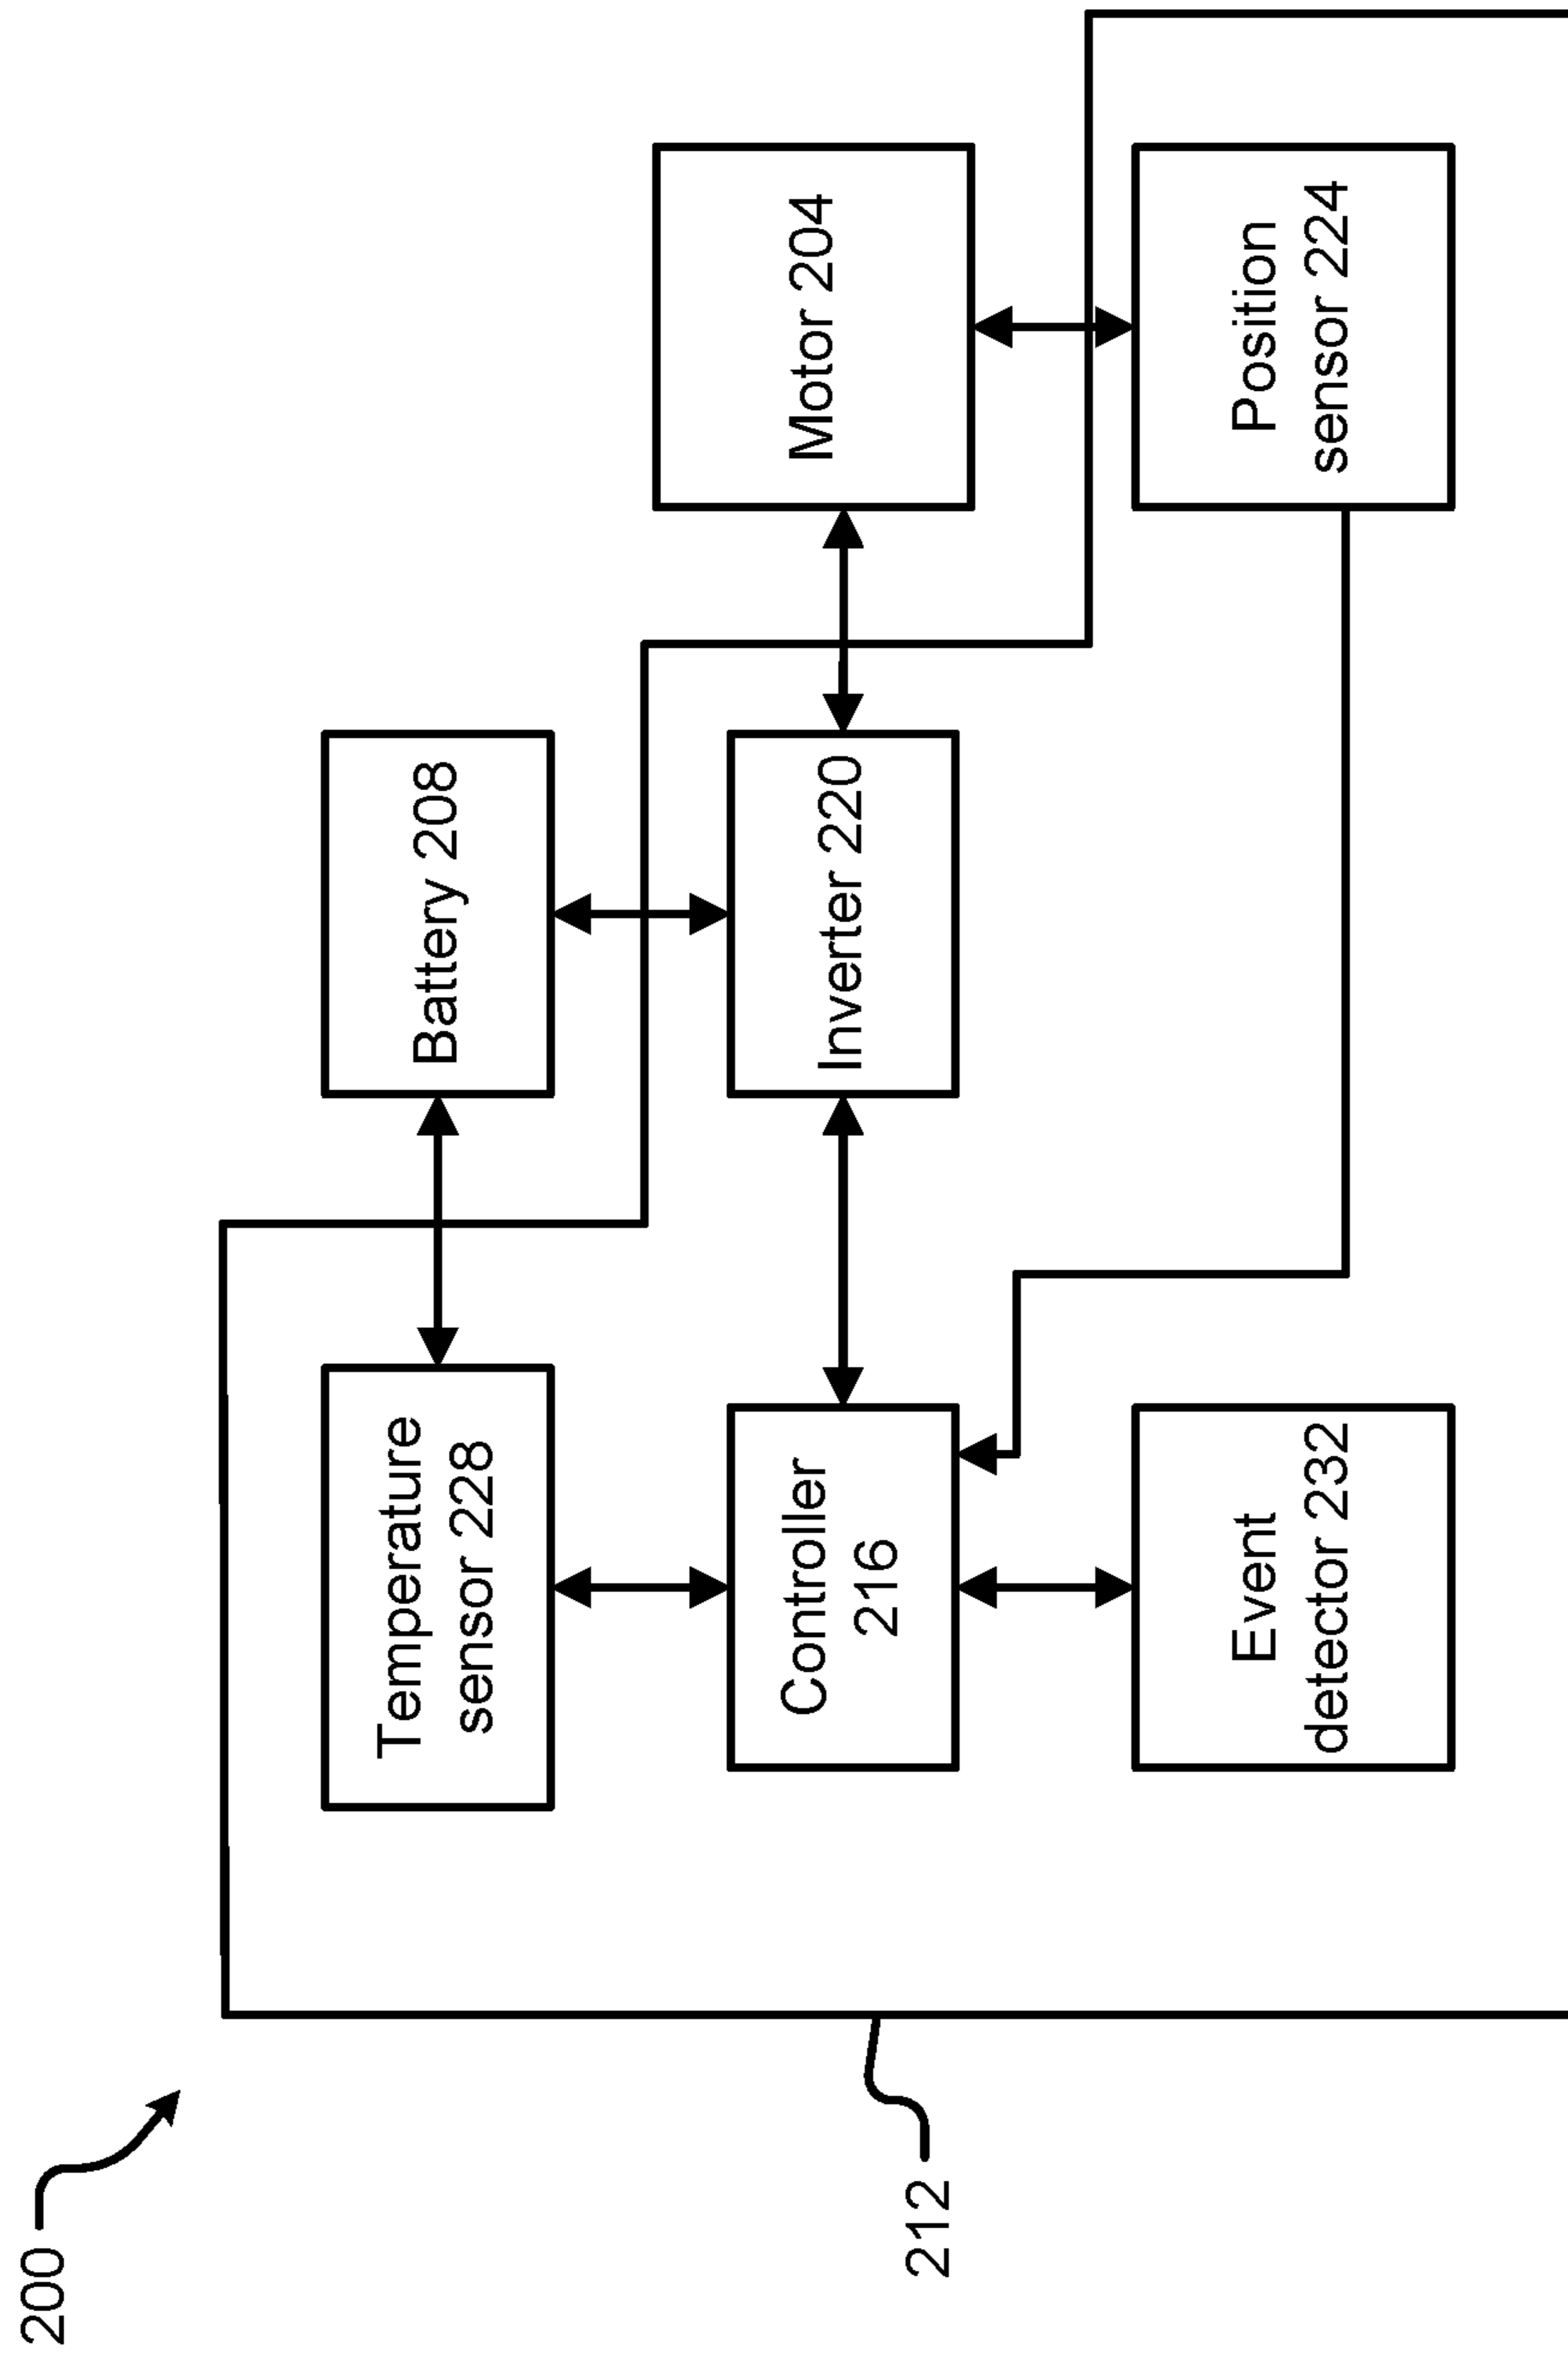 200
Temperature
sensor 228
Battery 208
Controller
216
Inverter 220
Motor 204
212
Event
detector 232
Position
sensor 224